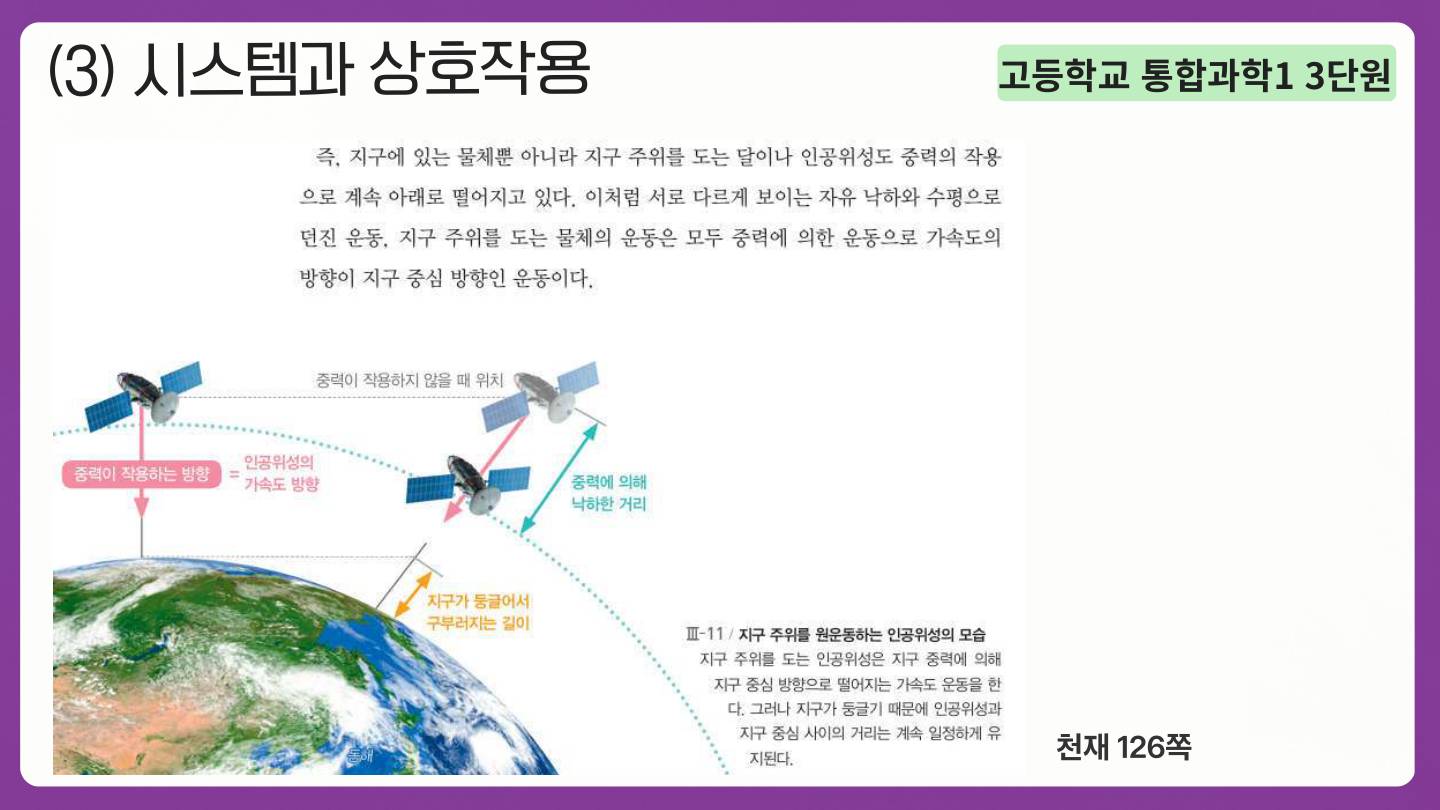 (3) 시스템과 상호작용
고등학교 통합과학1 3단원
즉, 지구에 있는 물체뿐 아니라 지구 주위를 도는 달이나 인공위성도 중력의 작용
으로 계속 아래로 떨어지고 있다. 이처럼 서로 다르게 보이는 자유 낙하와 수평으로
던진 운동, 지구 주위를 도는 물체의 운동은 모두 중력에 의한 운동으로 가속도의
방향이 지구 중심 방향인 운동이다.
중력이 작용하지 않을 때 위치
중력이 작용하는 방향
=
인공위성의
가속도 방향
중력에 의해
낙하한 거리
지구가 둥글어서
구부러지는 길이
동해
Ⅲ-11 / 지구 주위를 원운동하는 인공위성의 모습
지구 주위를 도는 인공위성은 지구 중력에 의해
지구 중심 방향으로 떨어지는 가속도 운동을 한
다. 그러나 지구가 둥글기 때문에 인공위성과
지구 중심 사이의 거리는 계속 일정하게 유
지된다.
천재 126쪽